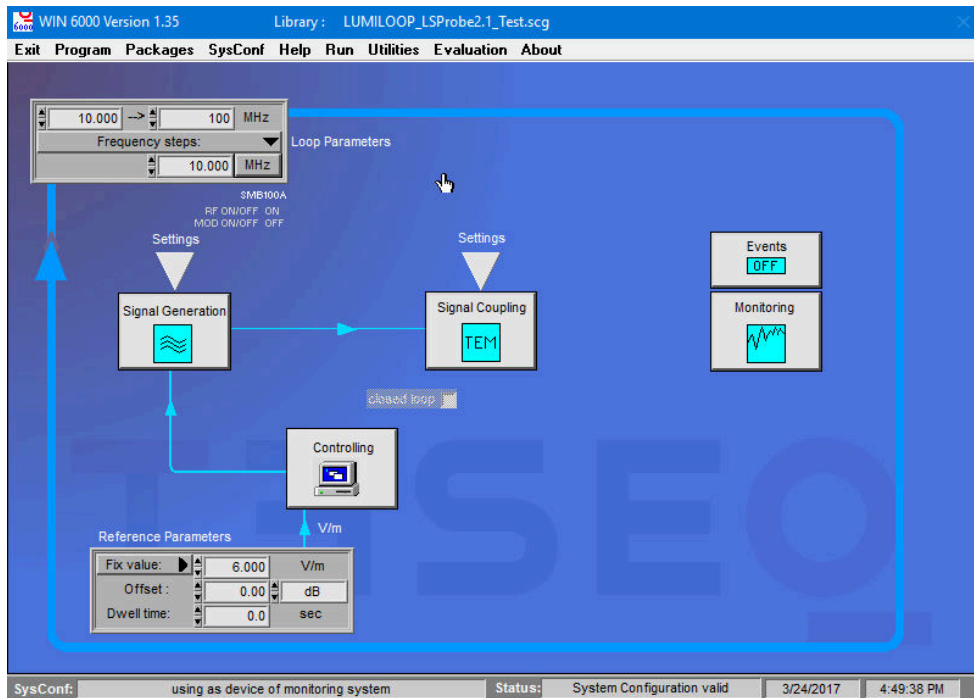 WIN 6000 Version 1.35 Library : LUMILOOP_LSProbe2.1_Test.scg
Exit Program Packages SysConf Help Run Utilities Evaluation About
10.000 --> 100 MHz
Frequency steps:
10.000 MHz
Loop Parameters
SMB100A
RF ON/OFF ON
MOD ON/OFF OFF
Settings
Signal Generation
Settings
Signal Coupling
TEM
Events
OFF
Monitoring
closed loop
Controlling
V/m
Reference Parameters
Fix value: 6.000 V/m
Offset : 0.00 dB
Dwell time: 0.0 sec
TESEQ
SysConf: using as device of monitoring system Status: System Configuration valid 3/24/2017 4:49:38 PM